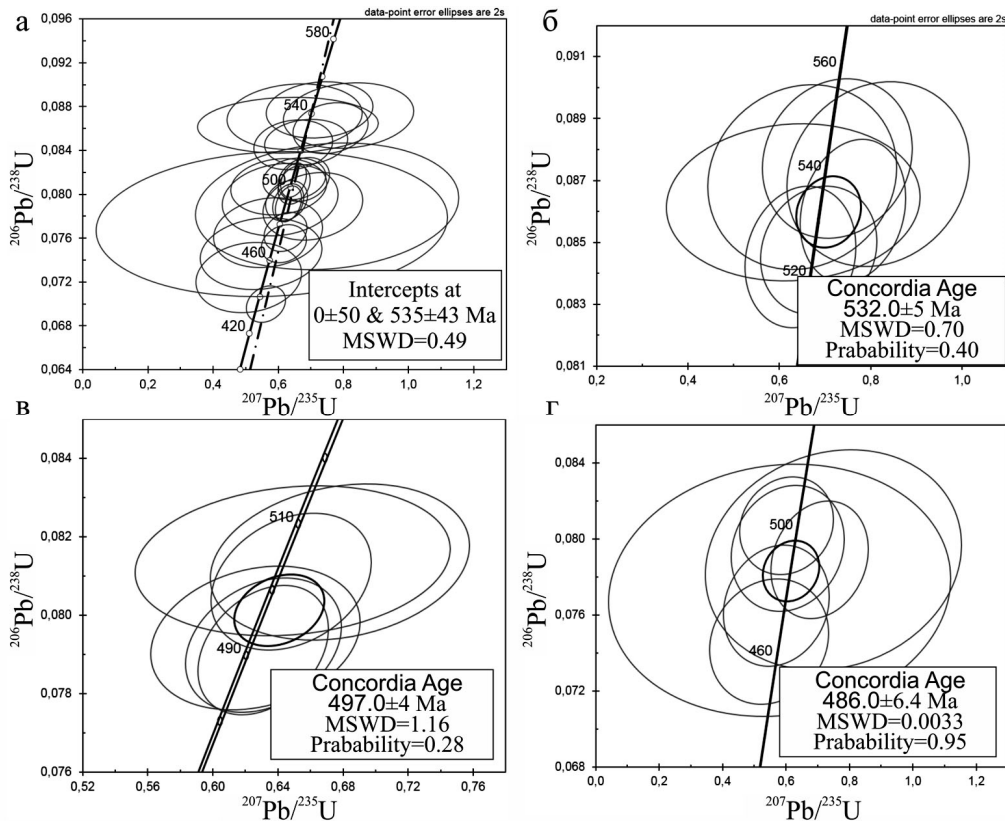 а
data-point error ellipses are 2s
0,096
0,092
0,088
0,084
0,080
0,076
0,072
0,068
0,064
206Pb/238U
580
540
500
460
420
Intercepts at
0±50 & 535±43 Ma
MSWD=0.49
0,0 0,2 0,4 0,6 0,8 1,0 1,2
207Pb/235U
б
data-point error ellipses are 2s
0,091
0,089
0,087
0,085
0,083
0,081
206Pb/238U
560
540
520
Concordia Age
532.0±5 Ma
MSWD=0.70
Prabability=0.40
0,2 0,4 0,6 0,8 1,0
207Pb/235U
в
0,084
0,082
0,080
0,078
0,076
206Pb/238U
510
490
Concordia Age
497.0±4 Ma
MSWD=1.16
Prabability=0.28
0,52 0,56 0,60 0,64 0,68 0,72 0,76
207Pb/235U
г
0,084
0,080
0,076
0,072
0,068
206Pb/238U
500
460
Concordia Age
486.0±6.4 Ma
MSWD=0.0033
Prabability=0.95
0,0 0,2 0,4 0,6 0,8 1,0 1,2
207Pb/235U